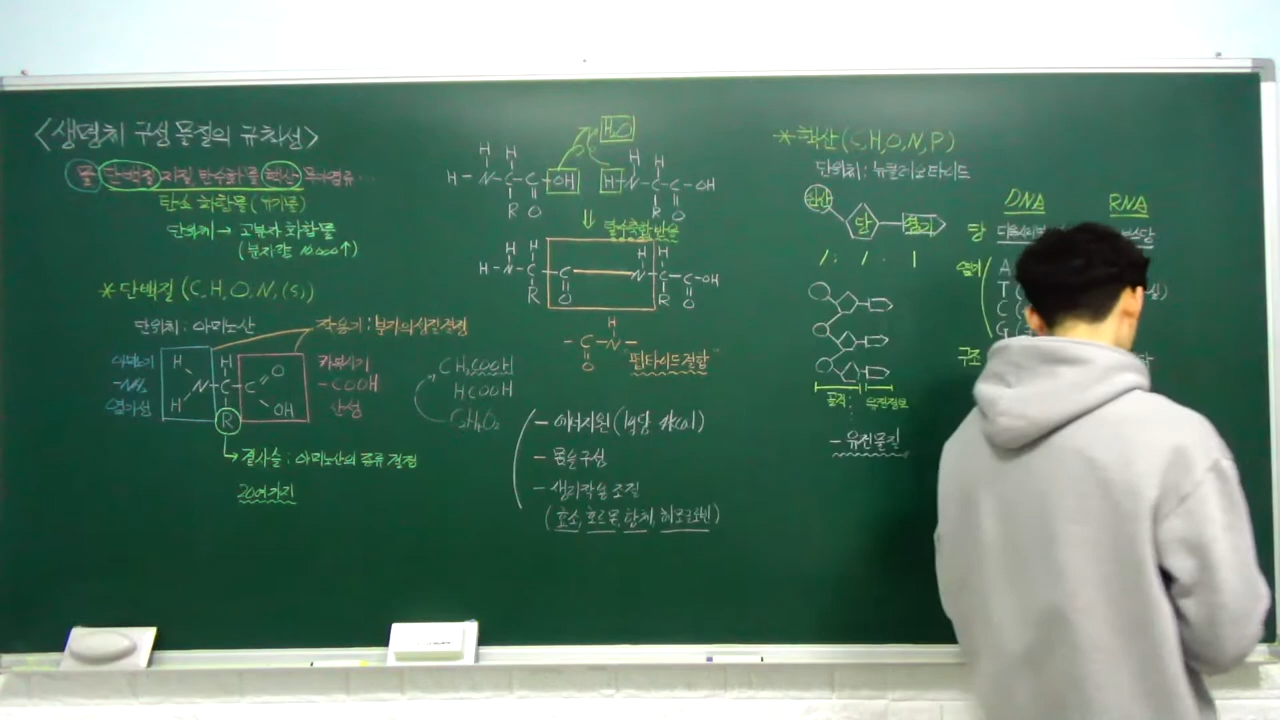 <생명체 구성 물질의 규칙성>
물 단백질 지질 탄수화물 핵산 무기염류 ...
탄소 화합물 (유기물)
단위체 → 고분자 화합물
(분자량 10000↑)
* 단백질 (C, H, O, N, (S))
단위체 : 아미노산
작용기 : 분자의 성질 결정
아미노기
-NH₂
염기성
H
H
N
H
C
R
C
O
OH
카복시기
-COOH
산성
→ 곁사슬 : 아미노산의 종류 결정
20여가지
CH₃COOH
HCOOH
C₂H₄O₂
H₂O
H H
H - N - C - C - OH
R O
H H
H - N - C - C - OH
R O
⇓ 탈수축합 반응
H H
H - N - C - C
R O
H H
N - C - C - OH
R O
H
- C - N -
O
"펩타이드 결합"
- 에너지원 (1g당 4kcal)
- 몸을 구성
- 생리작용 조절
(효소, 호르몬, 항체, 헤모글로빈)
* 핵산 (C, H, O, N, P)
단위체 : 뉴클레오타이드
인산 당 염기
1 : 1 : 1
골격 : 유전정보
- 유전물질
DNA RNA
당
염기
A
T
C
G
구조